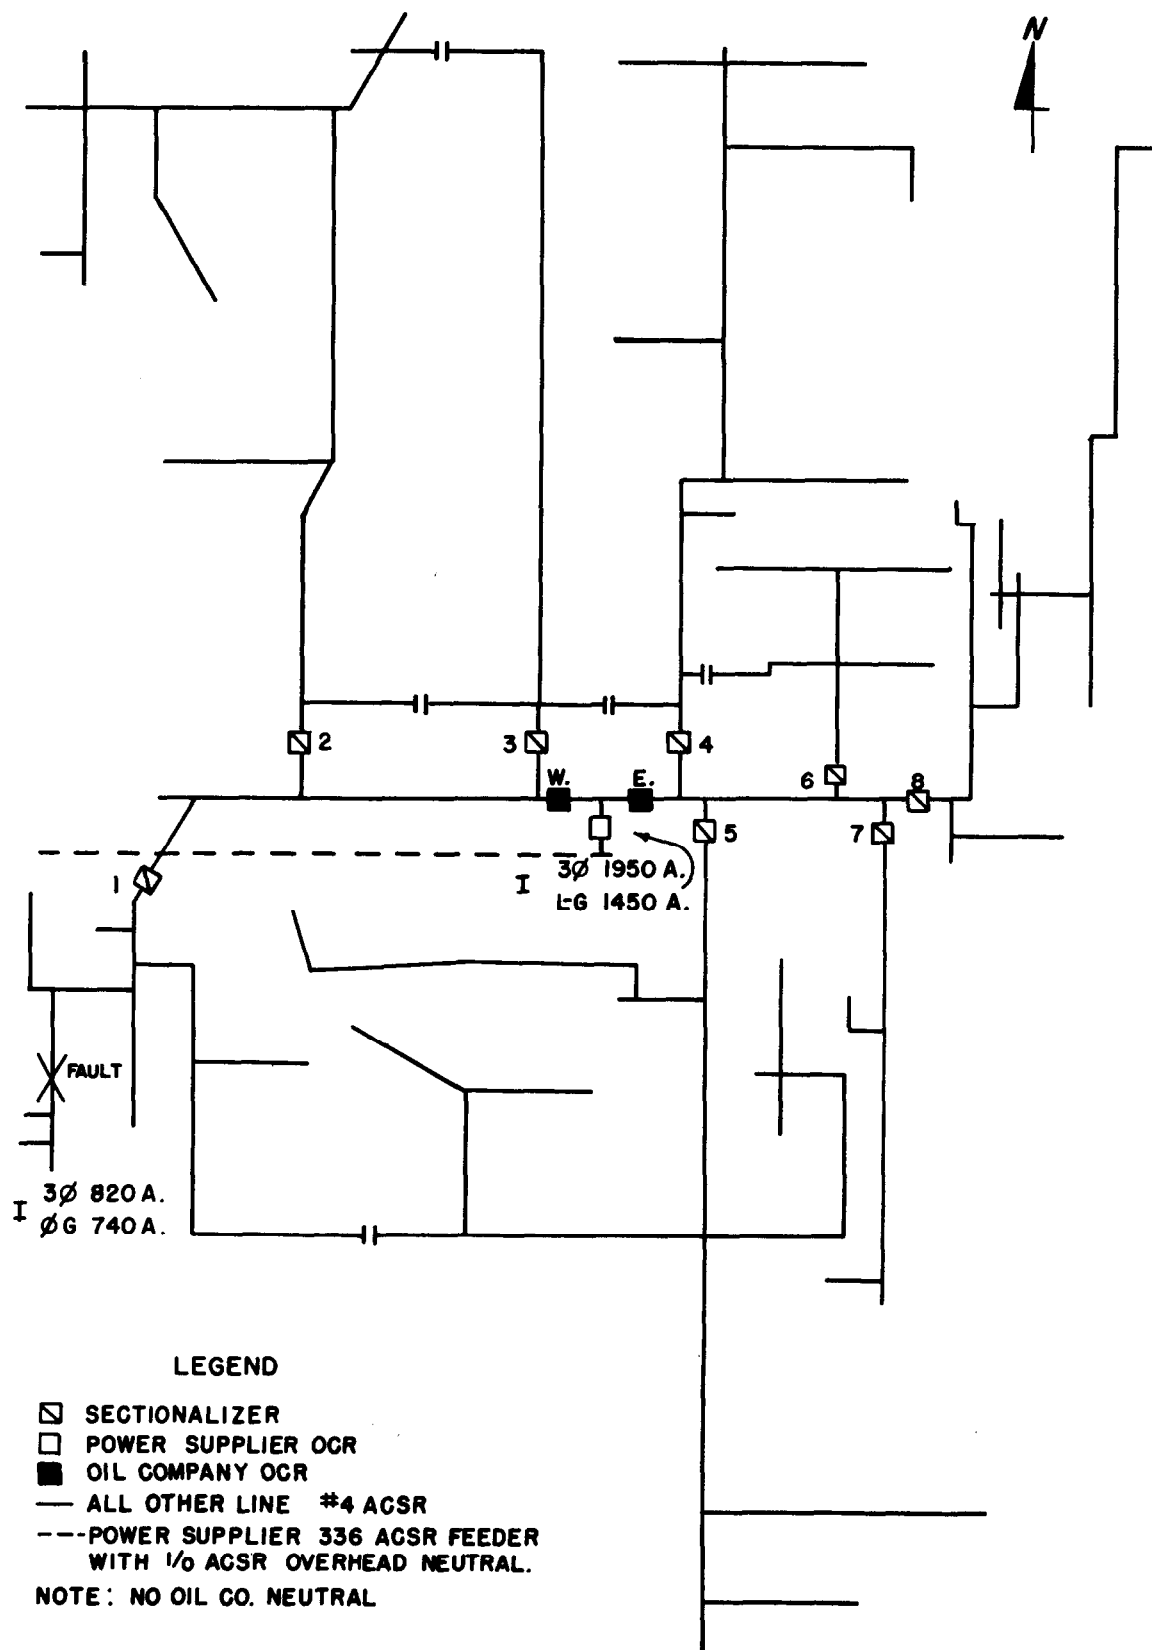 N
2
3
4
W.
E.
6
8
5
7
1
3Ø 1950 A.
I
L-G 1450 A.
FAULT
3Ø 820 A.
I
ØG 740 A.
LEGEND
SECTIONALIZER
POWER SUPPLIER OCR
OIL COMPANY OCR
ALL OTHER LINE #4 ACSR
POWER SUPPLIER 336 ACSR FEEDER
WITH 1/0 ACSR OVERHEAD NEUTRAL.
NOTE: NO OIL CO. NEUTRAL